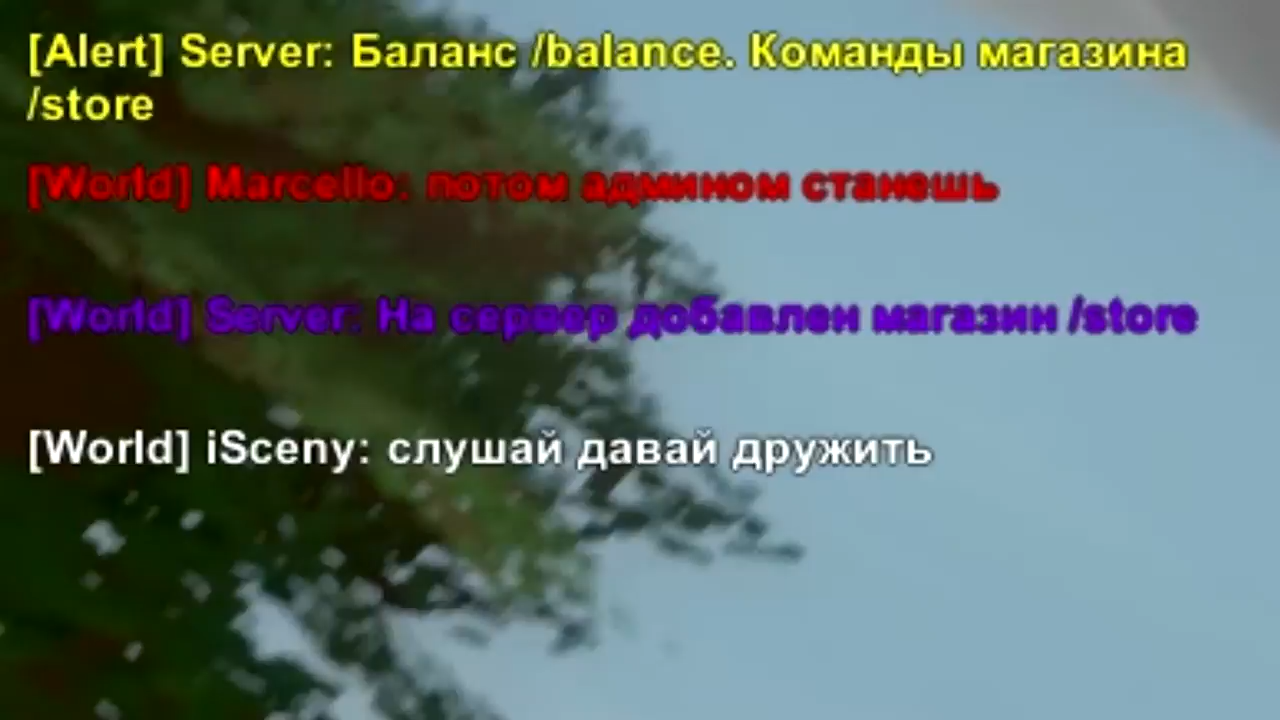 [Alert] Server: Баланс /balance. Команды магазина
/store
[World] Marcello: потом админом станешь
[World] Server: На сервер добавлен магазин /store
[World] iSceny: слушай давай дружить